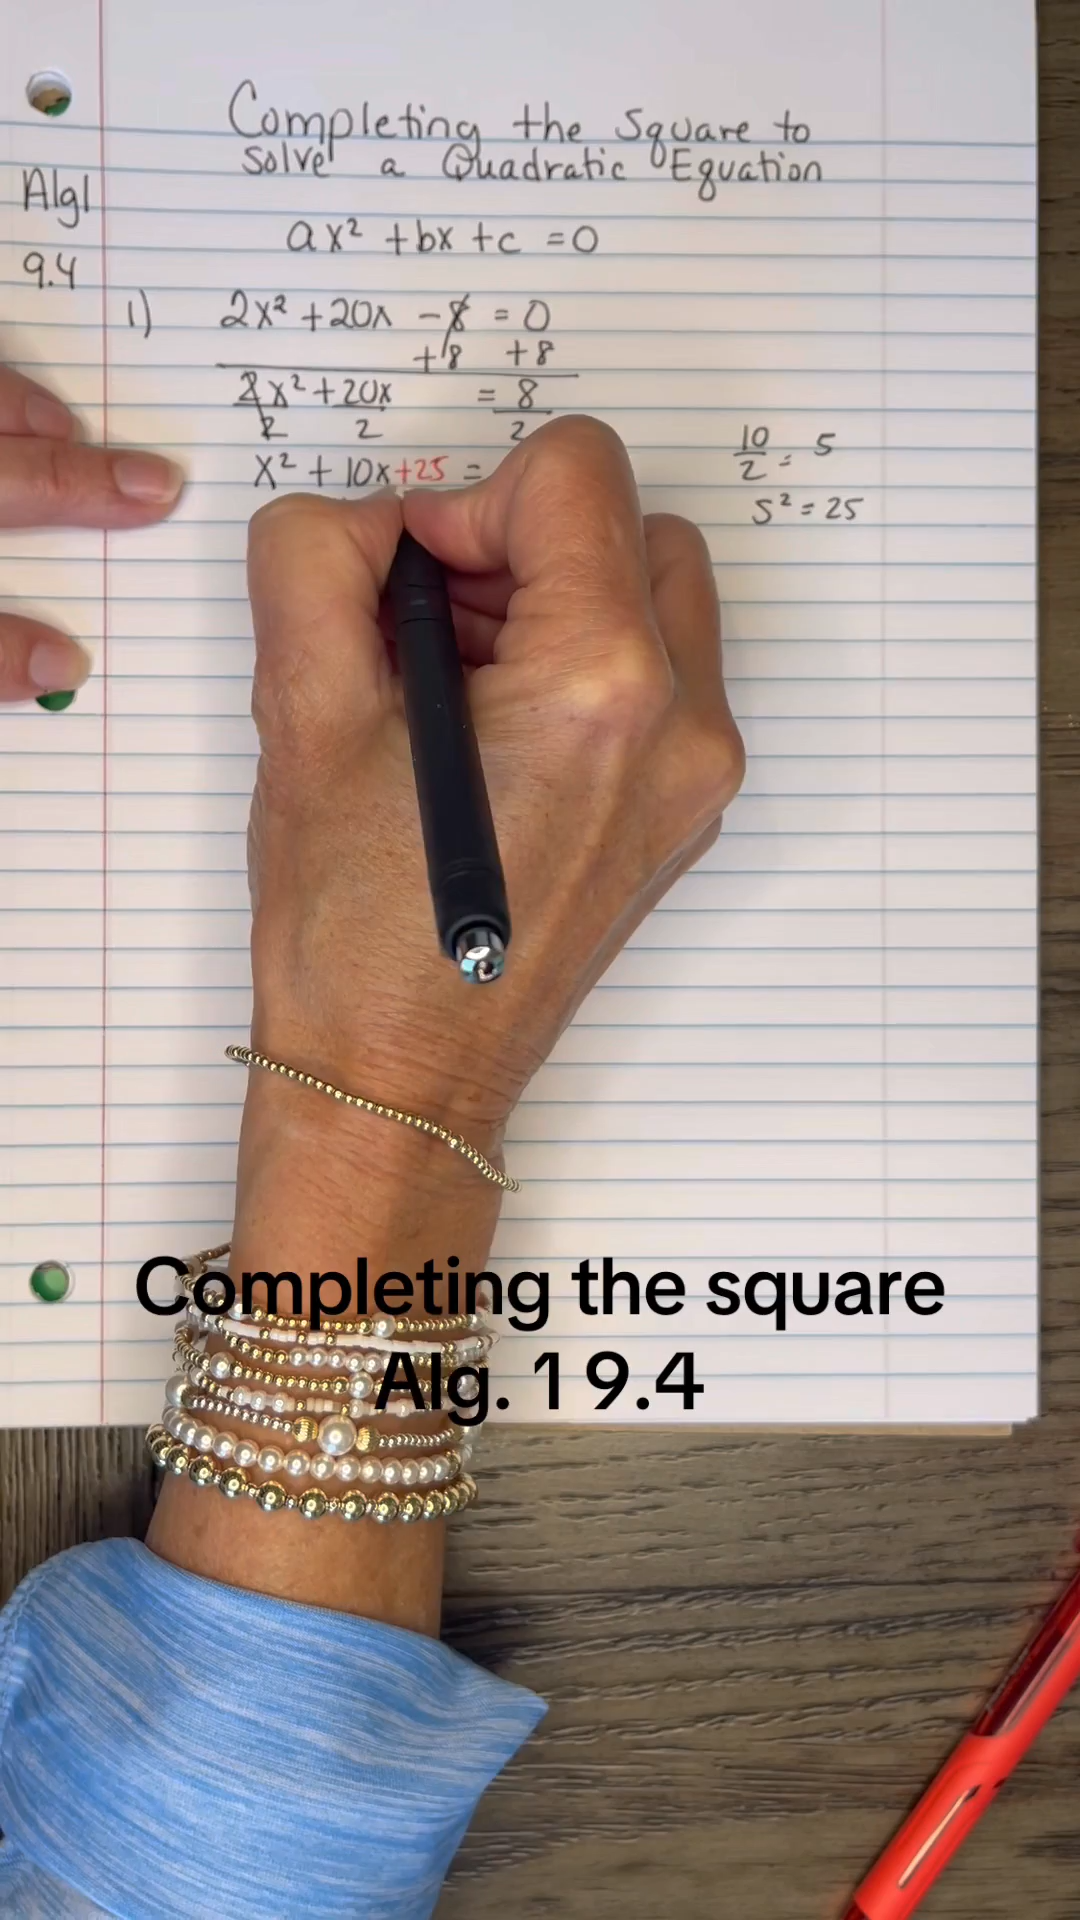 Completing the Square to
solve a Quadratic Equation
Alg1
ax² + bx + c = 0
9.4
1) 2x² + 20x - 8 = 0
+8 +8
2x² + 20x = 8
2 2 2
x² + 10x + 25 =
10/2 = 5
5² = 25
Completing the square
Alg. 1 9.4